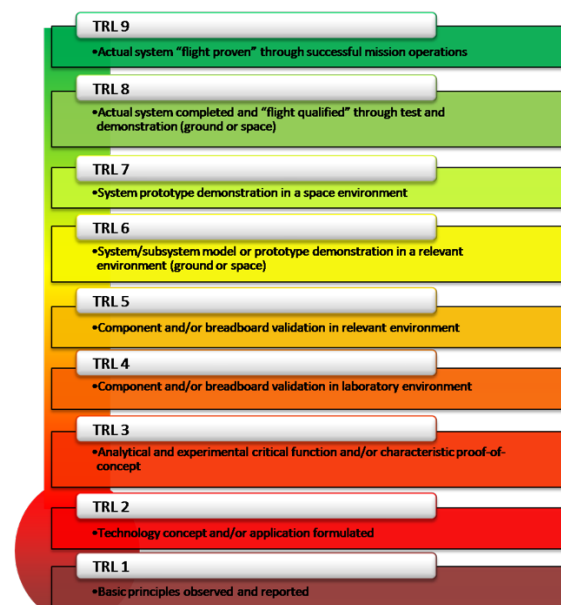 TRL 9
•Actual system “flight proven” through successful mission operations
TRL 8
•Actual system completed and “flight qualified” through test and
demonstration (ground or space)
TRL 7
•System prototype demonstration in a space environment
TRL 6
•System/subsystem model or prototype demonstration in a relevant
environment (ground or space)
TRL 5
•Component and/or breadboard validation in relevant environment
TRL 4
•Component and/or breadboard validation in laboratory environment
TRL 3
•Analytical and experimental critical function and/or characteristic proof-of-
concept
TRL 2
•Technology concept and/or application formulated
TRL 1
•Basic principles observed and reported